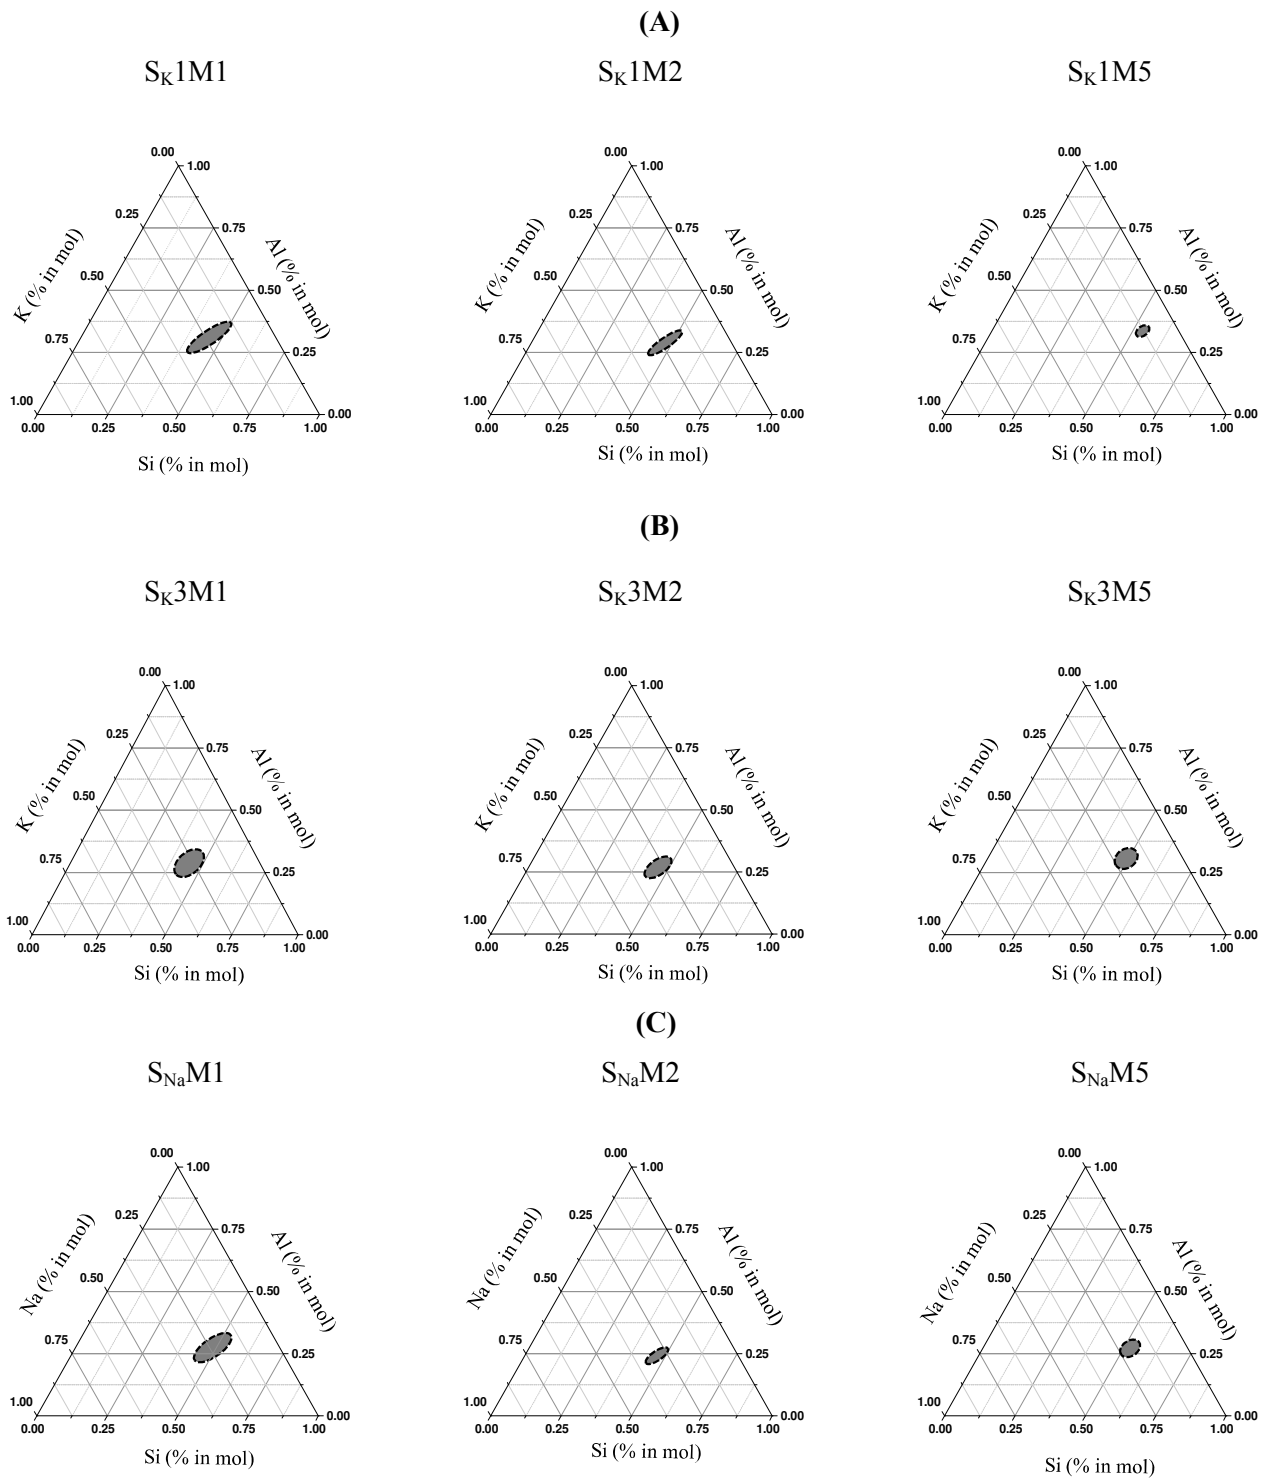 (A)
S_K1M1 S_K1M2 S_K1M5
0.00 0.00 0.00
1.00 1.00 1.00
0.25 0.25 0.25
0.75 0.75 0.75
K (% in mol) Al (% in mol) K (% in mol) Al (% in mol) K (% in mol) Al (% in mol)
0.50 0.50 0.50 0.50 0.50 0.50
0.75 0.75 0.75
0.25 0.25 0.25
1.00 1.00 1.00
0.00 0.00 0.00
0.00 0.25 0.50 0.75 1.00 0.00 0.25 0.50 0.75 1.00 0.00 0.25 0.50 0.75 1.00
Si (% in mol) Si (% in mol) Si (% in mol)
(B)
S_K3M1 S_K3M2 S_K3M5
0.00 0.00 0.00
1.00 1.00 1.00
0.25 0.25 0.25
0.75 0.75 0.75
K (% in mol) Al (% in mol) K (% in mol) Al (% in mol) K (% in mol) Al (% in mol)
0.50 0.50 0.50 0.50 0.50 0.50
0.75 0.75 0.75
0.25 0.25 0.25
1.00 1.00 1.00
0.00 0.00 0.00
0.00 0.25 0.50 0.75 1.00 0.00 0.25 0.50 0.75 1.00 0.00 0.25 0.50 0.75 1.00
Si (% in mol) Si (% in mol) Si (% in mol)
(C)
S_NaM1 S_NaM2 S_NaM5
0.00 0.00 0.00
1.00 1.00 1.00
0.25 0.25 0.25
0.75 0.75 0.75
Na (% in mol) Al (% in mol) Na (% in mol) Al (% in mol) Na (% in mol) Al (% in mol)
0.50 0.50 0.50 0.50 0.50 0.50
0.75 0.75 0.75
0.25 0.25 0.25
1.00 1.00 1.00
0.00 0.00 0.00
0.00 0.25 0.50 0.75 1.00 0.00 0.25 0.50 0.75 1.00 0.00 0.25 0.50 0.75 1.00
Si (% in mol) Si (% in mol) Si (% in mol)